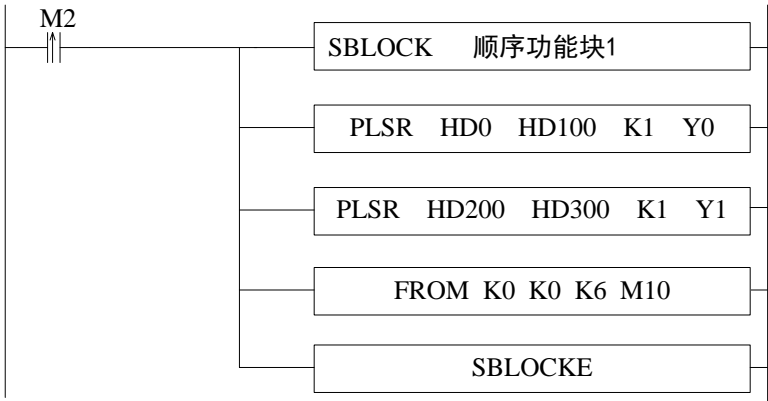 M2
SBLOCK 顺序功能块1
PLSR HD0 HD100 K1 Y0
PLSR HD200 HD300 K1 Y1
FROM K0 K0 K6 M10
SBLOCKE